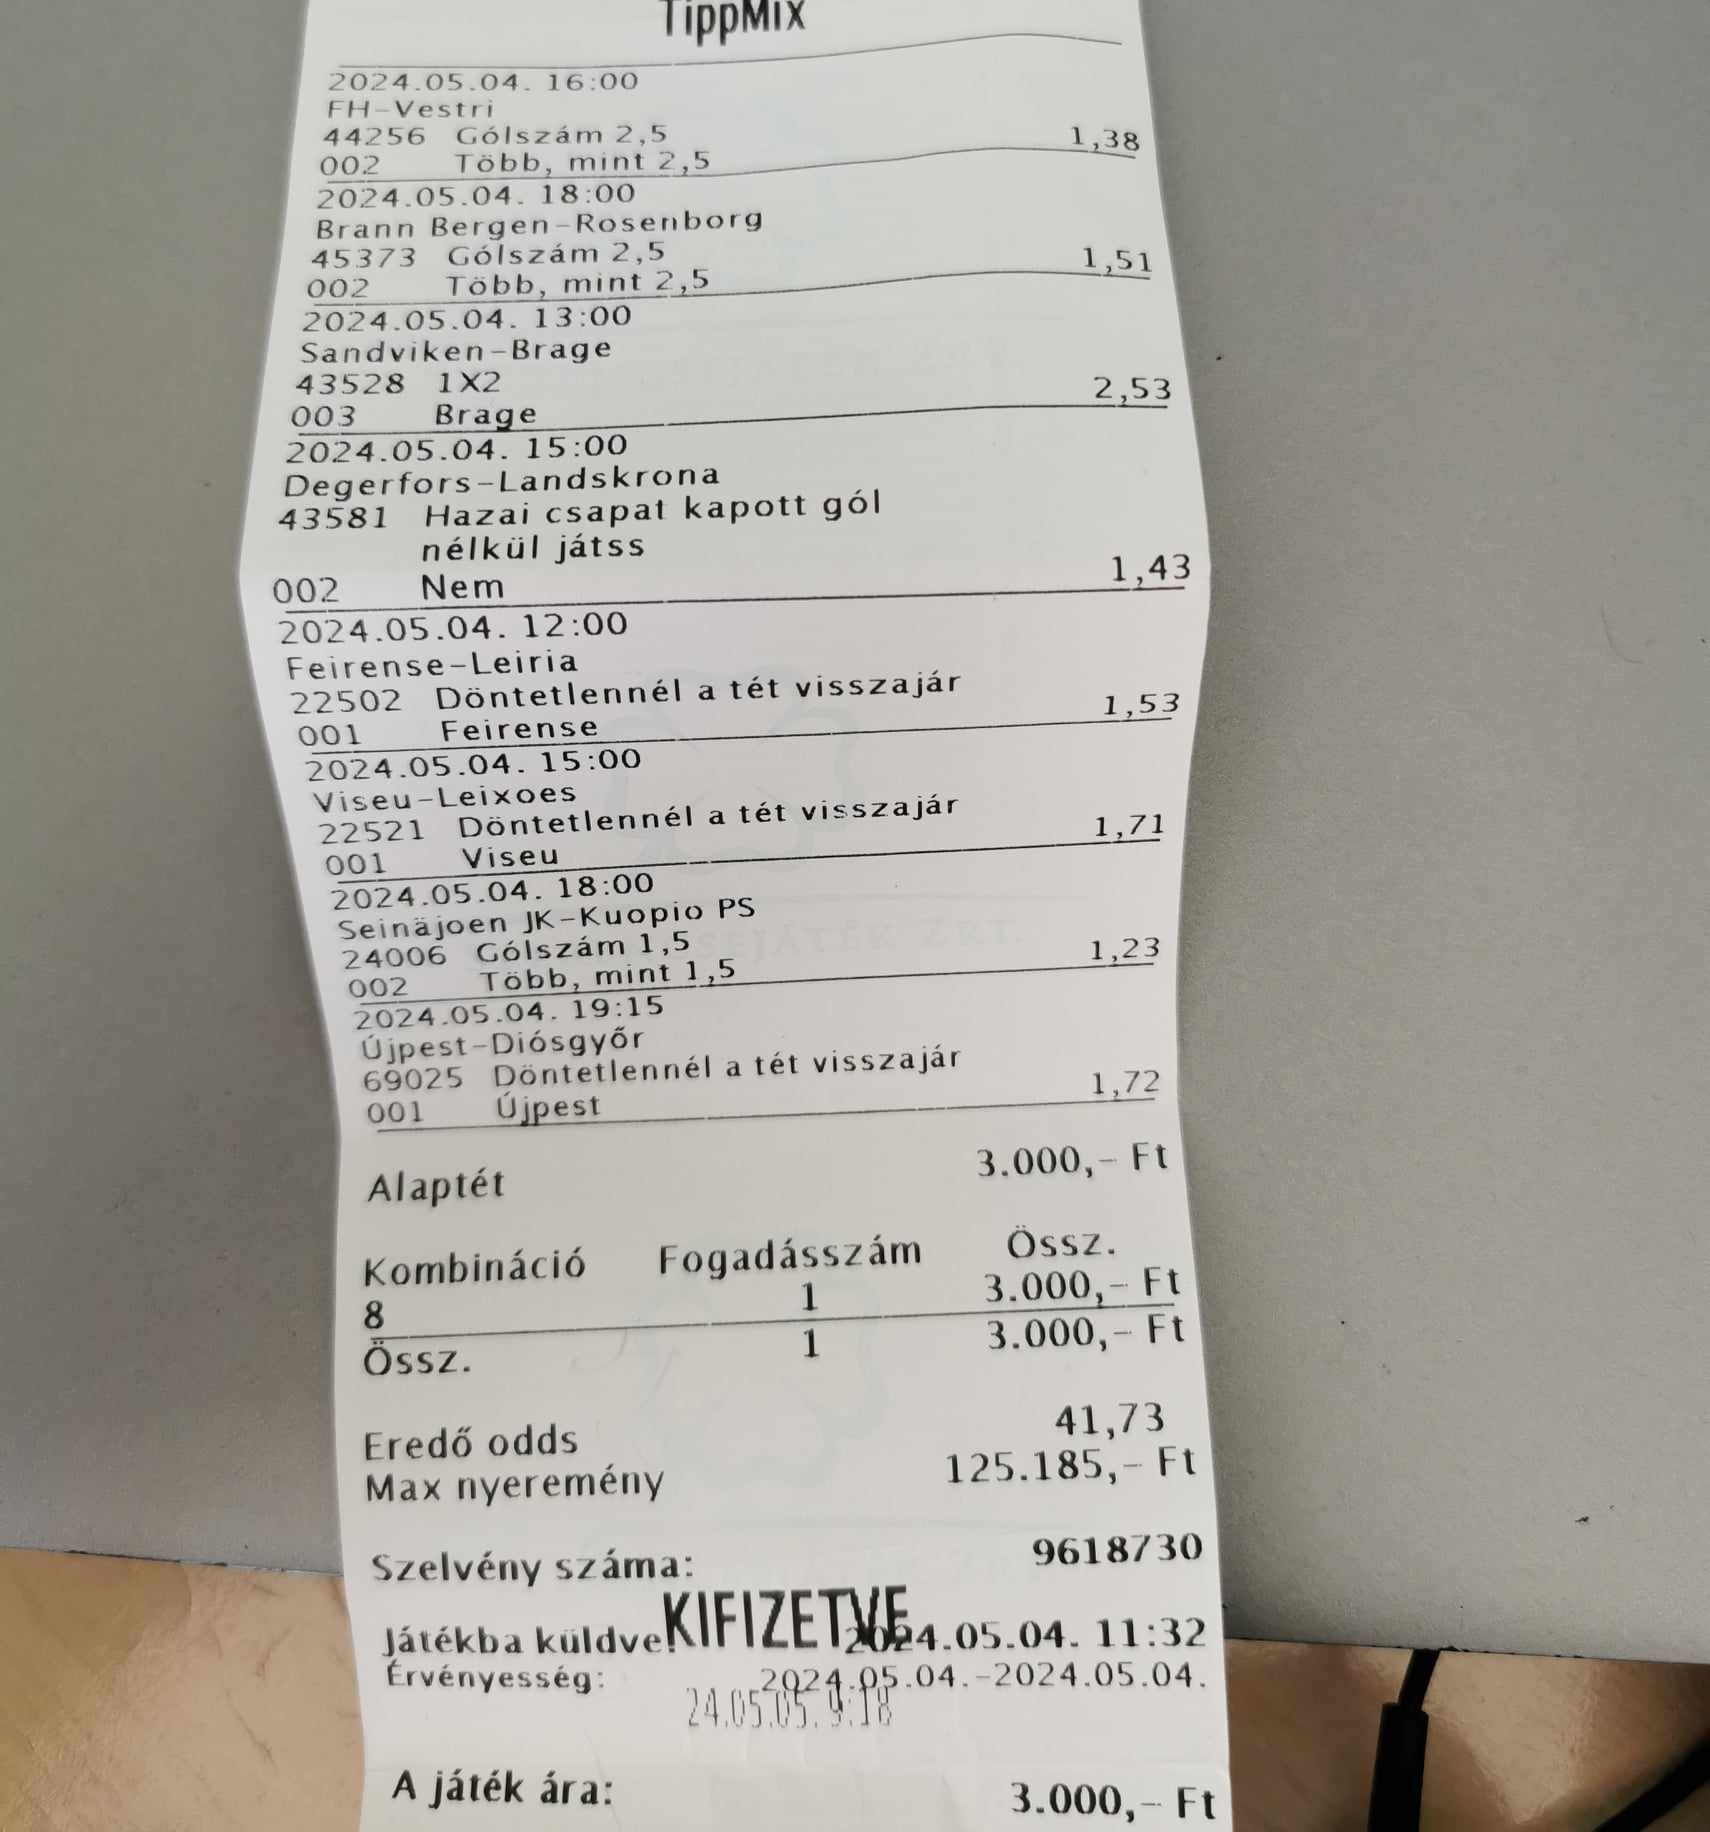 TippMix
2024.05.04. 16:00
FH-Vestri
44256 Gólszám 2,5
002 Több, mint 2,5 1,38
2024.05.04. 18:00
Brann Bergen-Rosenborg
45373 Gólszám 2,5
002 Több, mint 2,5 1,51
2024.05.04. 13:00
Sandviken-Brage
43528 1X2
003 Brage 2,53
2024.05.04. 15:00
Degerfors-Landskrona
43581 Hazai csapat kapott gól
nélkül játss
002 Nem 1,43
2024.05.04. 12:00
Feirense-Leiria
22502 Döntetlennél a tét visszajár
001 Feirense 1,53
2024.05.04. 15:00
Viseu-Leixoes
22521 Döntetlennél a tét visszajár
001 Viseu 1,71
2024.05.04. 18:00
Seinäjoen JK-Kuopio PS
24006 Gólszám 1,5
002 Több, mint 1,5 1,23
2024.05.04. 19:15
Újpest-Diósgyőr
69025 Döntetlennél a tét visszajár
001 Újpest 1,72
Alaptét 3.000,- Ft
Kombináció Fogadásszám Össz.
8 1 3.000,- Ft
Össz. 1 3.000,- Ft
Eredő odds 41,73
Max nyeremény 125.185,- Ft
Szelvény száma: 9618730
KIFIZETVE
Játékba küldve: 2024.05.04. 11:32
Érvényesség: 2024.05.04.-2024.05.04.
24.05.05. 9:18
A játék ára: 3.000,- Ft